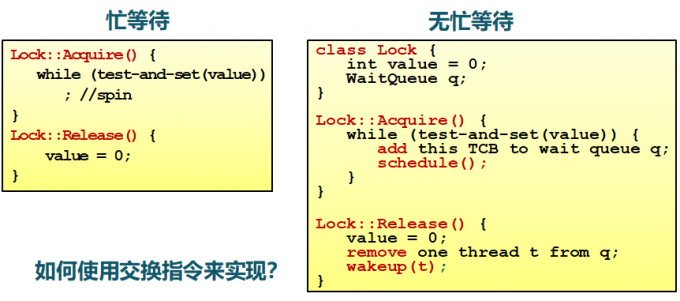 忙等待
Lock::Acquire() {
while (test-and-set(value))
; //spin
}
Lock::Release() {
value = 0;
}
无忙等待
class Lock {
int value = 0;
WaitQueue q;
}
Lock::Acquire() {
while (test-and-set(value)) {
add this TCB to wait queue q;
schedule();
}
}
Lock::Release() {
value = 0;
remove one thread t from q;
wakeup(t);
}
如何使用交换指令来实现?